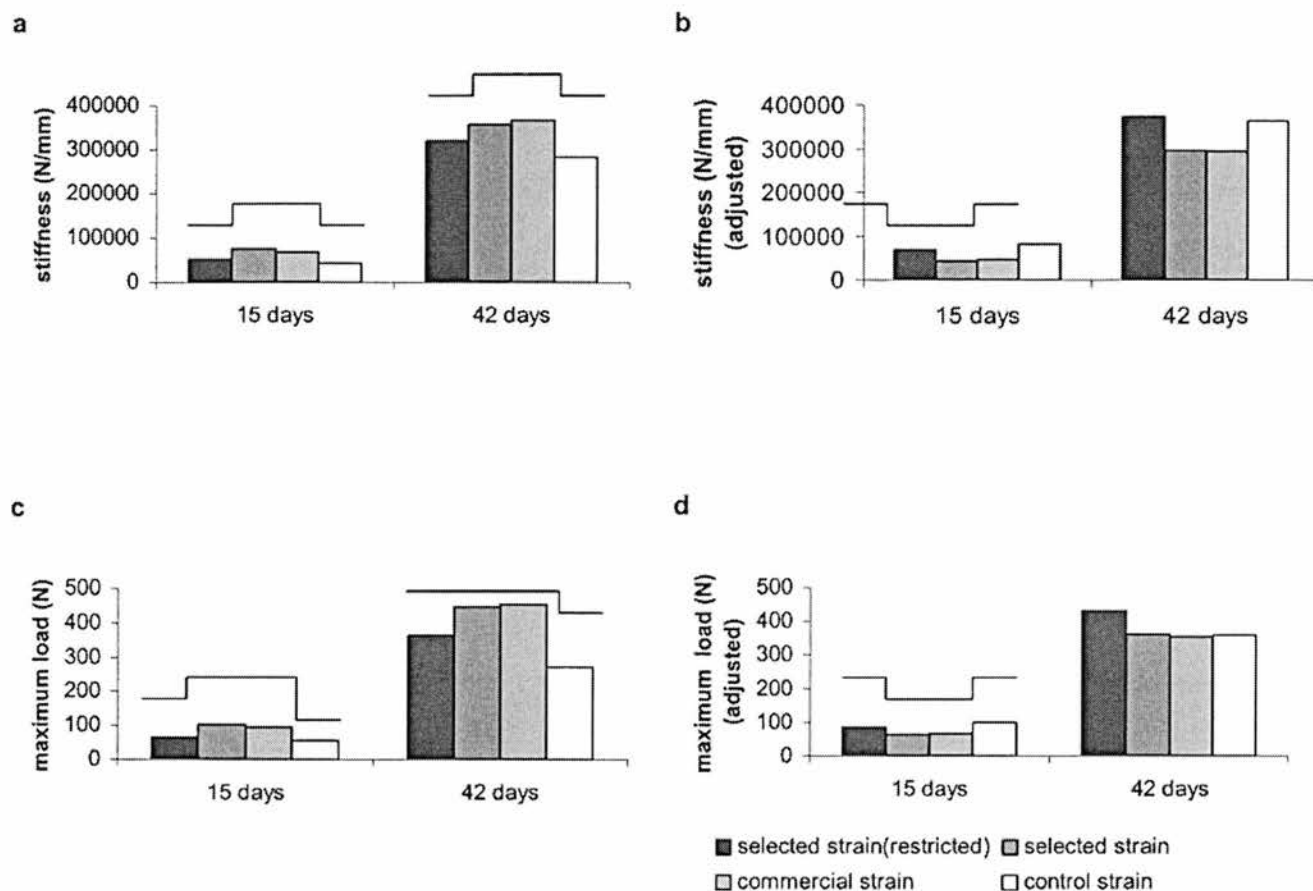 a
stiffness (N/mm)
400000
300000
200000
100000
0
15 days
42 days
b
stiffness (N/mm)
(adjusted)
400000
300000
200000
100000
0
15 days
42 days
c
maximum load (N)
500
400
300
200
100
0
15 days
42 days
d
maximum load (N)
(adjusted)
500
400
300
200
100
0
15 days
42 days
selected strain(restricted)
selected strain
commercial strain
control strain